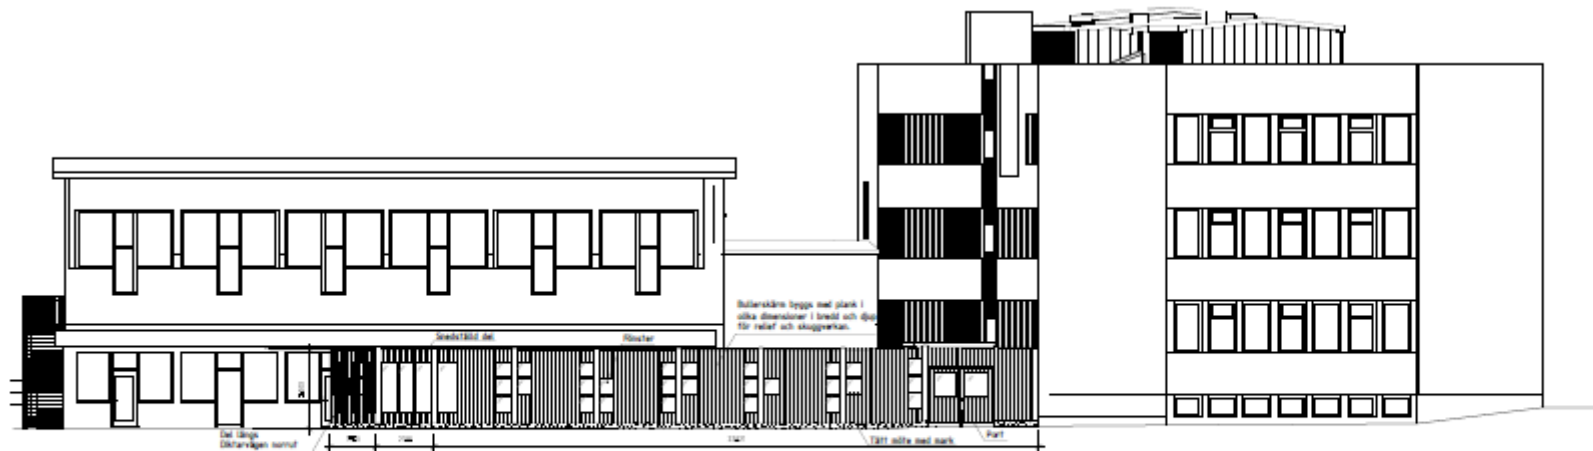 Bullerskärm byggs med plank i
olika dimensioner i bredd och djup
för relief och skuggverkan.
Snedställd del
Fönster
Del längs
Diktarvägen norrut
Tätt möte med mark
Port